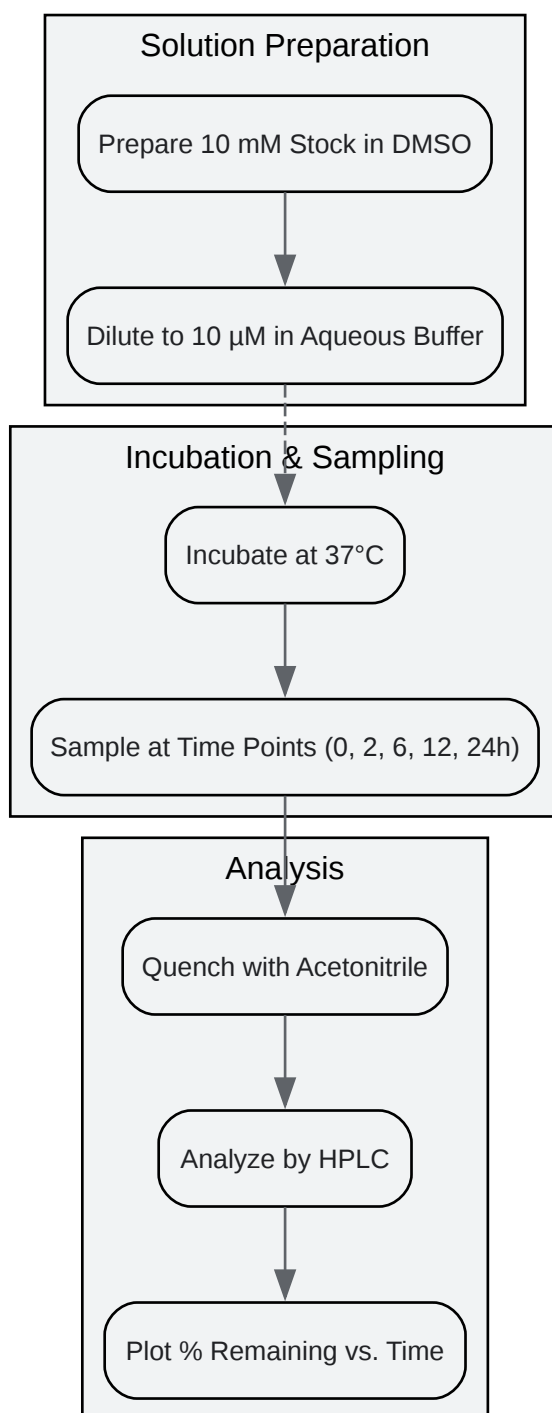 Solution Preparation
Prepare 10 mM Stock in DMSO
Dilute to 10 µM in Aqueous Buffer
Incubation & Sampling
Incubate at 37°C
Sample at Time Points (0, 2, 6, 12, 24h)
Analysis
Quench with Acetonitrile
Analyze by HPLC
Plot % Remaining vs. Time